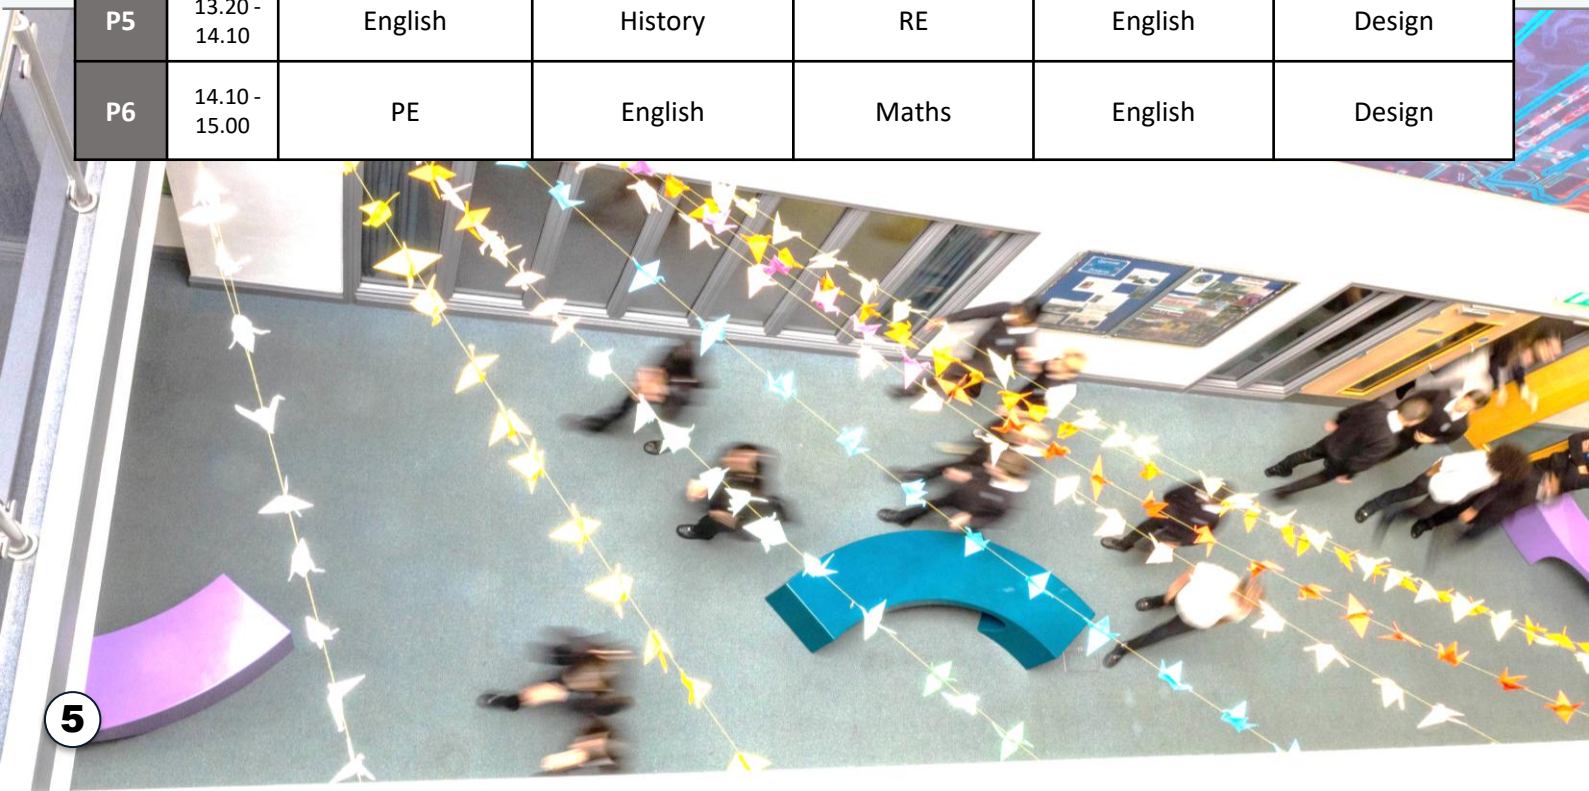 P5 13.20 - 14.10 English History RE English Design
P6 14.10 - 15.00 PE English Maths English Design
5